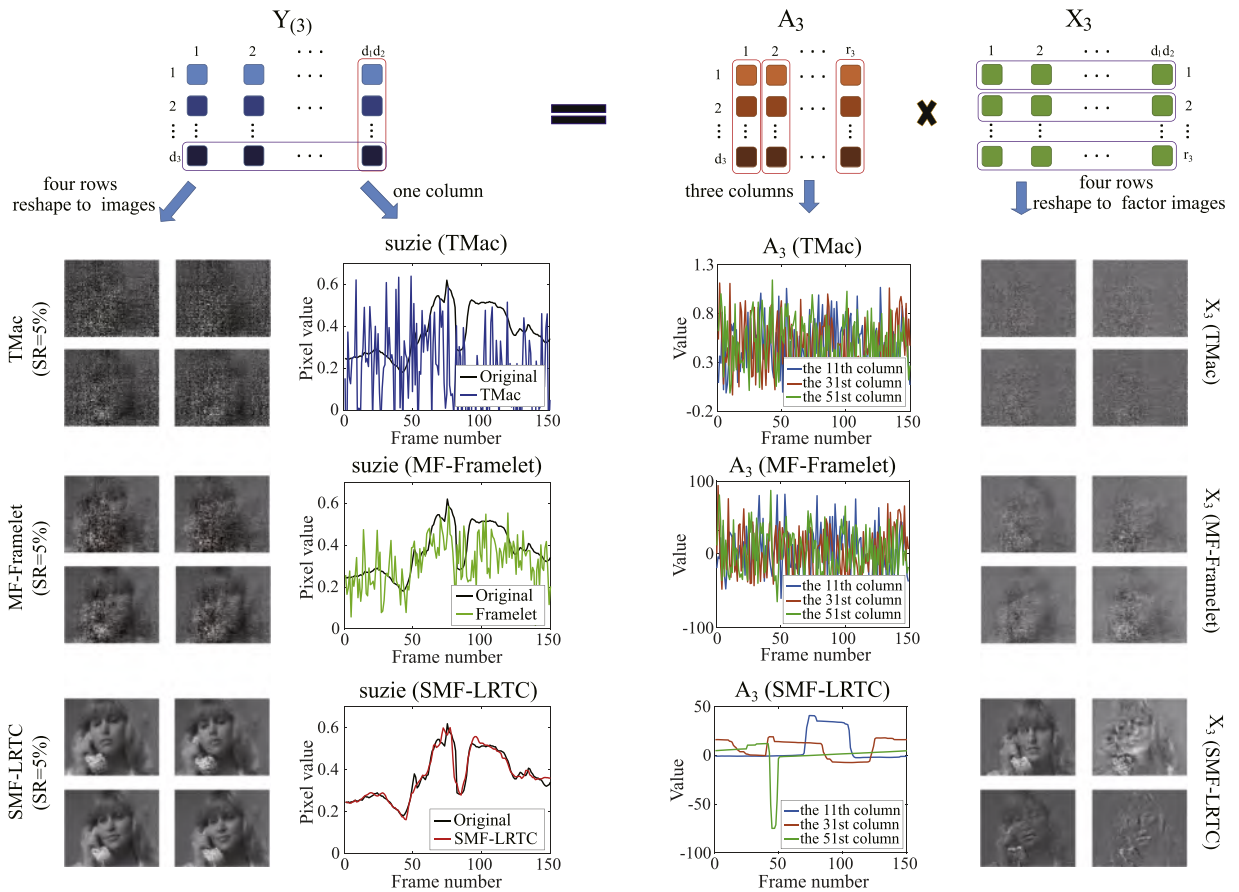 Y(3)
A3
X3
1 2 · · · d1d2
1 2 · · · r3
1 2 · · · d1d2
1
2
⋮
d3
1
2
⋮
d3
1
2
⋮
r3
four rows
reshape to images
one column
three columns
four rows
reshape to factor images
TMac
(SR=5%)
suzie (TMac)
Pixel value
0.6
0.4
0.2
0
Original
TMac
0 50 100 150
Frame number
A3 (TMac)
Value
1.3
0.8
0.3
-0.2
the 11th column
the 31st column
the 51st column
0 50 100 150
Frame number
X3 (TMac)
MF-Framelet
(SR=5%)
suzie (MF-Framelet)
Pixel value
0.6
0.4
0.2
0
Original
Framelet
0 50 100 150
Frame number
A3 (MF-Framelet)
Value
100
0
-100
the 11th column
the 31st column
the 51st column
0 50 100 150
Frame number
X3 (MF-Framelet)
SMF-LRTC
(SR=5%)
suzie (SMF-LRTC)
Pixel value
0.6
0.4
0.2
0
Original
SMF-LRTC
0 50 100 150
Frame number
A3 (SMF-LRTC)
Value
50
0
-50
-100
the 11th column
the 31st column
the 51st column
0 50 100 150
Frame number
X3 (SMF-LRTC)